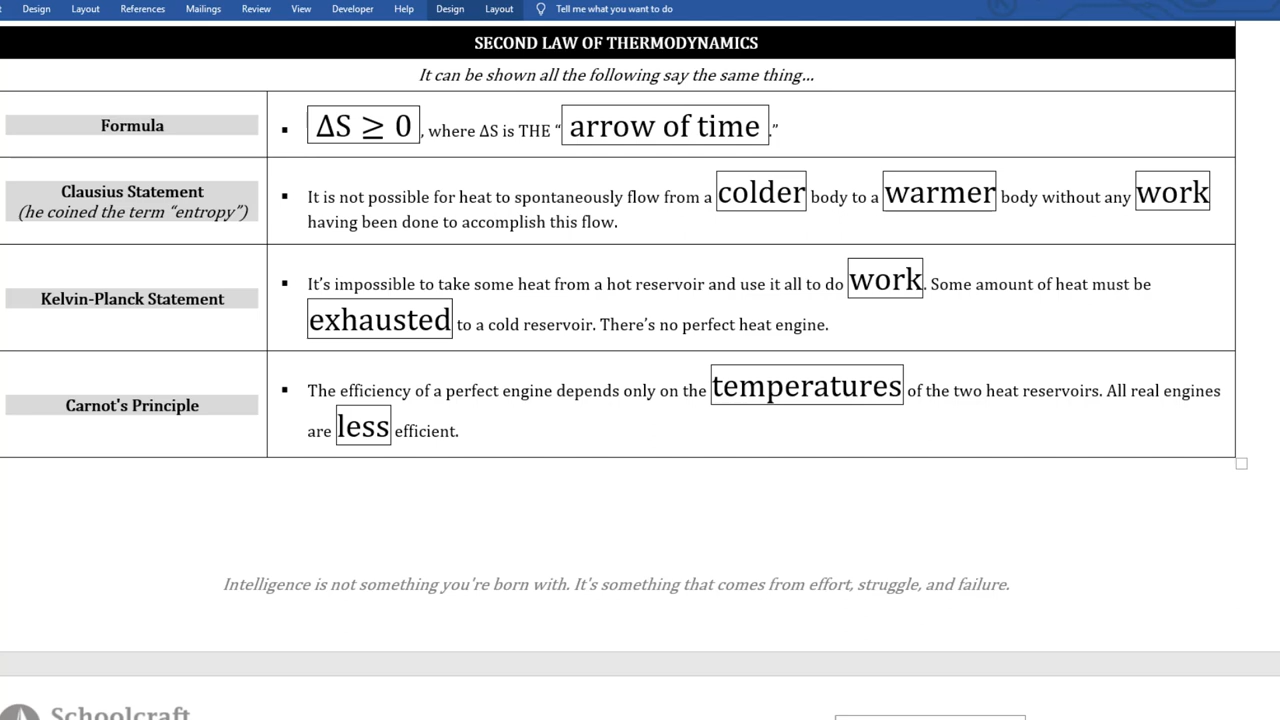 Design Layout References Mailings Review View Developer Help Design Layout Tell me what you want to do
SECOND LAW OF THERMODYNAMICS
It can be shown all the following say the same thing...
Formula
▪ ΔS ≥ 0, where ΔS is THE “arrow of time.”
Clausius Statement
(he coined the term “entropy”)
▪ It is not possible for heat to spontaneously flow from a colder body to a warmer body without any work
having been done to accomplish this flow.
Kelvin-Planck Statement
▪ It’s impossible to take some heat from a hot reservoir and use it all to do work. Some amount of heat must be
exhausted to a cold reservoir. There’s no perfect heat engine.
Carnot's Principle
▪ The efficiency of a perfect engine depends only on the temperatures of the two heat reservoirs. All real engines
are less efficient.
Intelligence is not something you’re born with. It’s something that comes from effort, struggle, and failure.
Schoolcraft